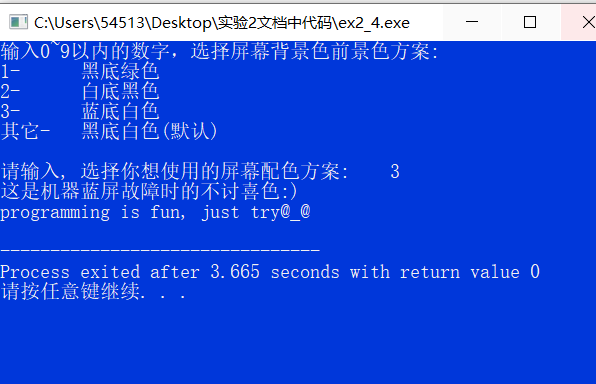 C:\Users\54513\Desktop\实验2文档中代码\ex2_4.exe
输入0~9以内的数字，选择屏幕背景色前景色方案:
1-      黑底绿色
2-      白底黑色
3-      蓝底白色
其它-   黑底白色(默认)
请输入, 选择你想使用的屏幕配色方案:    3
这是机器蓝屏故障时的不讨喜色:)
programming is fun, just try@_@
--------------------------------
Process exited after 3.665 seconds with return value 0
请按任意键继续. . .